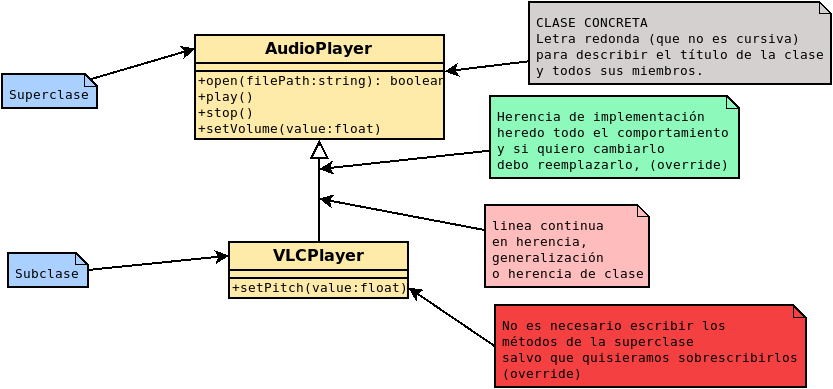 AudioPlayer
+open(filePath:string): boolean
+play()
+stop()
+setVolume(value:float)
CLASE CONCRETA
Letra redonda (que no es cursiva)
para describir el título de la clase
y todos sus miembros.
Superclase
Herencia de implementación
heredo todo el comportamiento
y si quiero cambiarlo
debo reemplazarlo, (override)
linea continua
en herencia,
generalización
o herencia de clase
Subclase
VLCPlayer
+setPitch(value:float)
No es necesario escribir los
métodos de la superclase
salvo que quisieramos sobrescribirlos
(override)